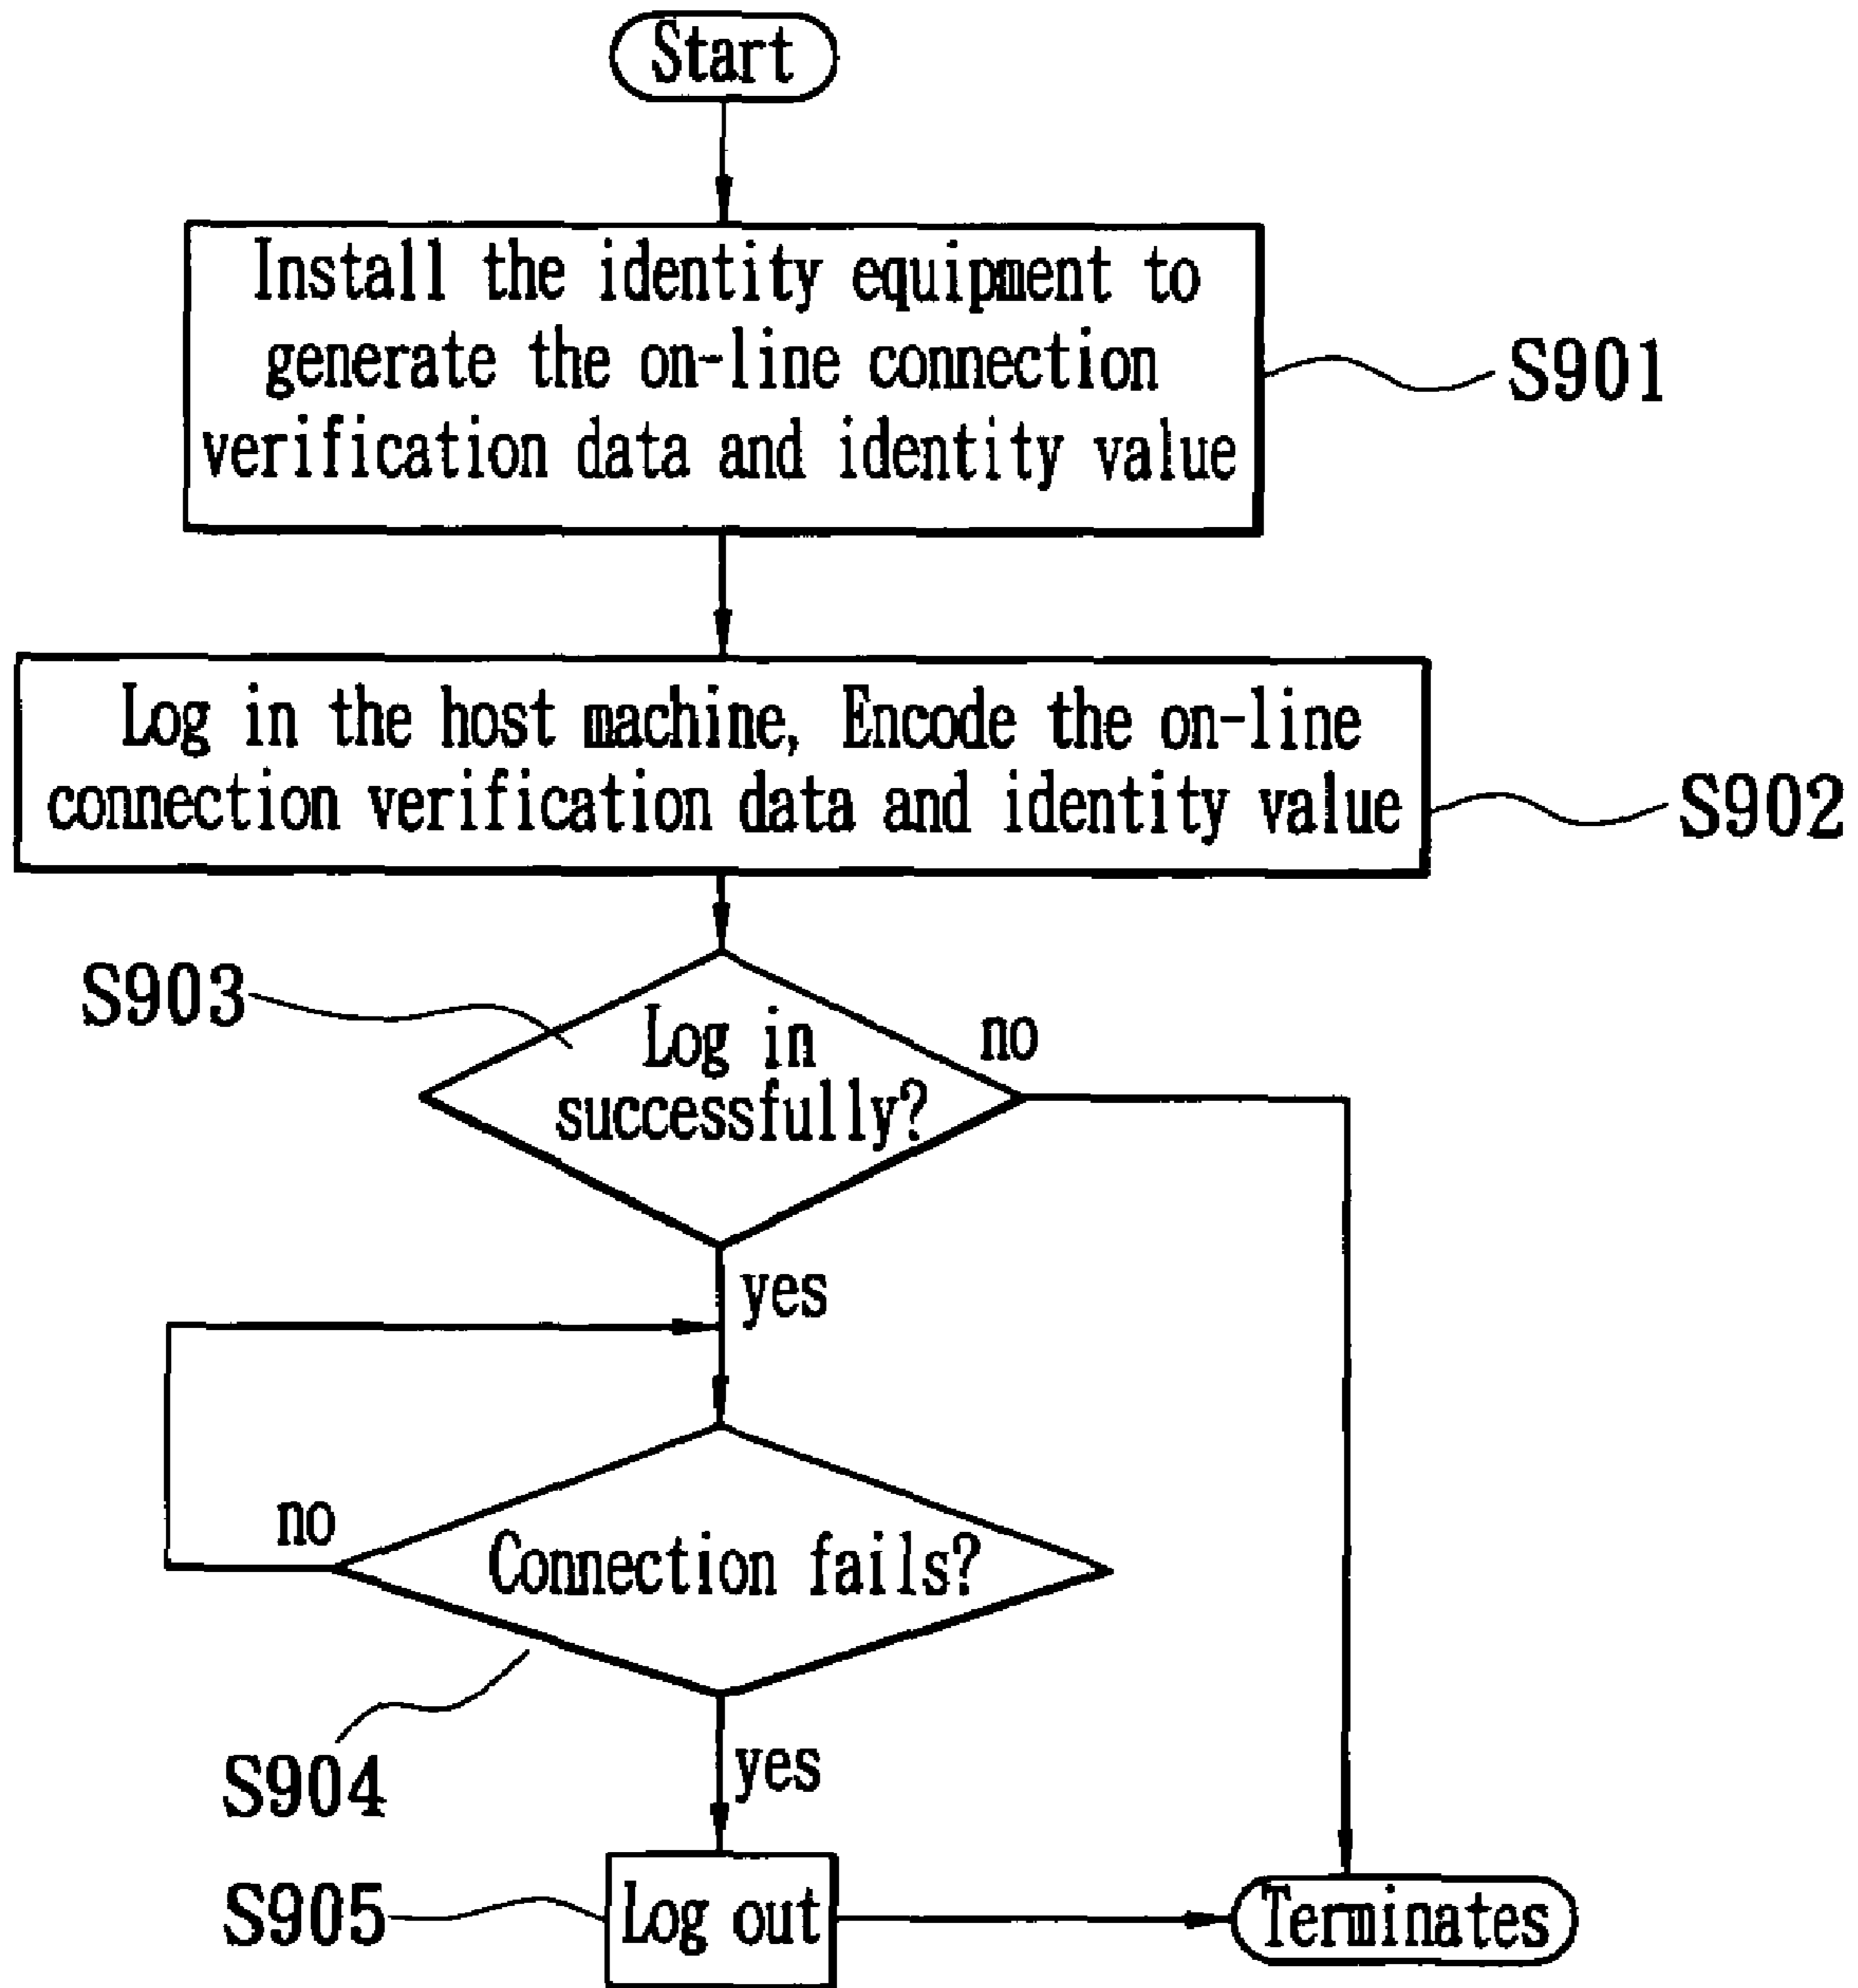 Start
Install the identity equipment to
generate the on-line connection
verification data and identity value
S901
Log in the host machine, Encode the on-line
connection verification data and identity value
S902
S903
Log in
successfully?
no
yes
no
Connection fails?
S904
yes
S905
Log out
Terminates